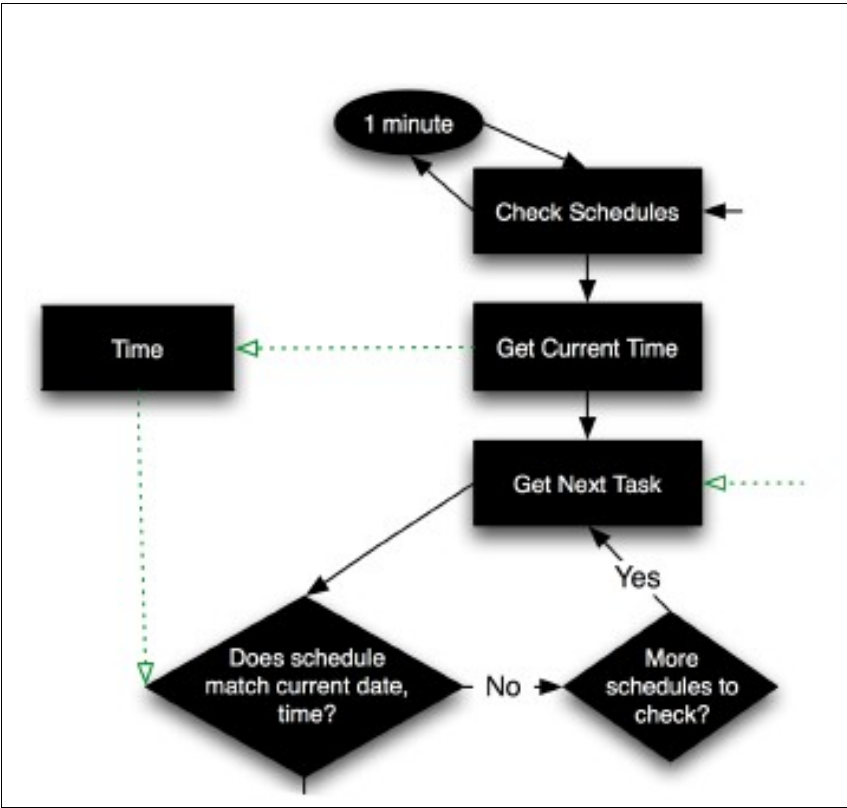 1 minute
Check Schedules
Time
Get Current Time
Get Next Task
Yes
Does schedule
match current date,
time?
No
More
schedules to
check?